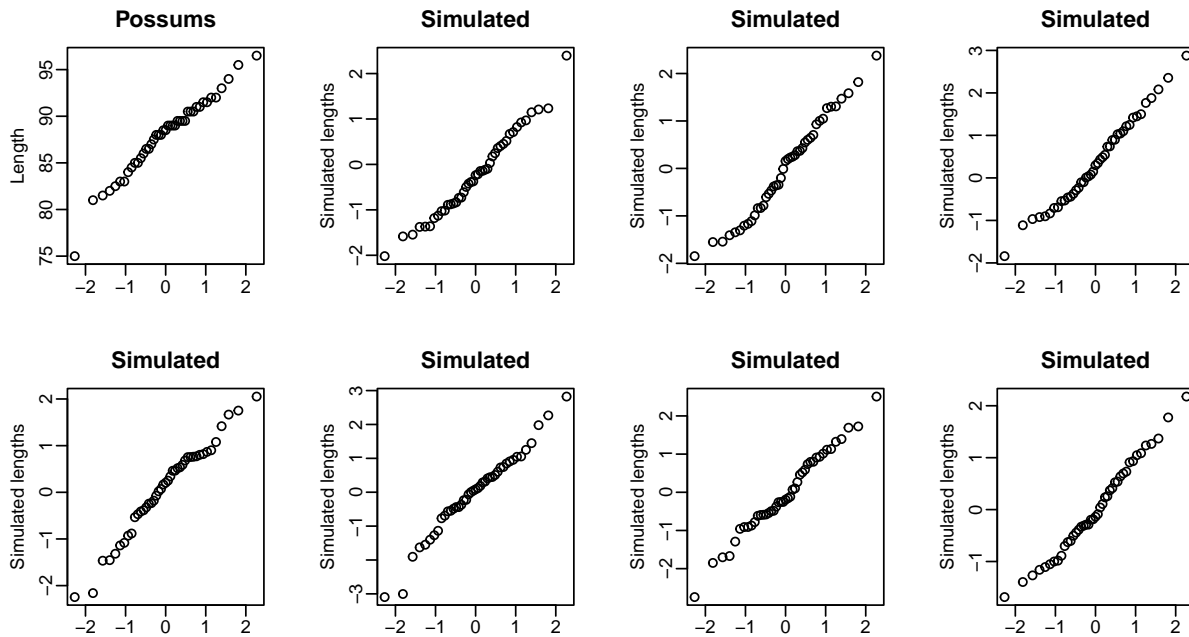 Possums
Simulated
Simulated
Simulated
Length
75 80 85 90 95
−2 −1 0 1 2
Simulated lengths
−2 −1 0 1 2
−2 −1 0 1 2
Simulated lengths
−2 −1 0 1 2
−2 −1 0 1 2
Simulated lengths
−2 −1 0 1 2 3
−2 −1 0 1 2
Simulated
Simulated
Simulated
Simulated
Simulated lengths
−2 −1 0 1 2
−2 −1 0 1 2
Simulated lengths
−3 −1 0 1 2 3
−2 −1 0 1 2
Simulated lengths
−2 −1 0 1 2
−2 −1 0 1 2
Simulated lengths
−1 0 1 2
−2 −1 0 1 2